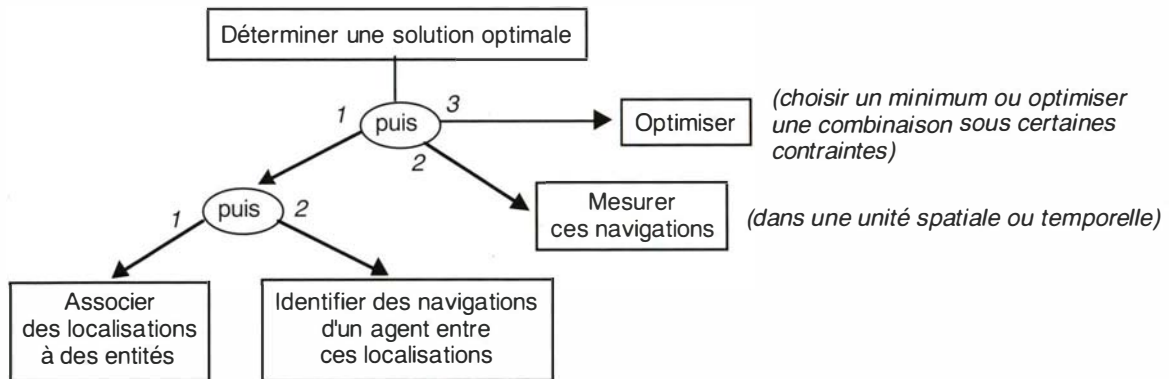 Déterminer une solution optimale
1
puis
3
2
Optimiser
(choisir un minimum ou optimiser
une combinaison sous certaines
contraintes)
1
puis
2
Mesurer
ces navigations
(dans une unité spatiale ou temporelle)
Associer
des localisations
à des entités
Identifier des navigations
d'un agent entre
ces localisations